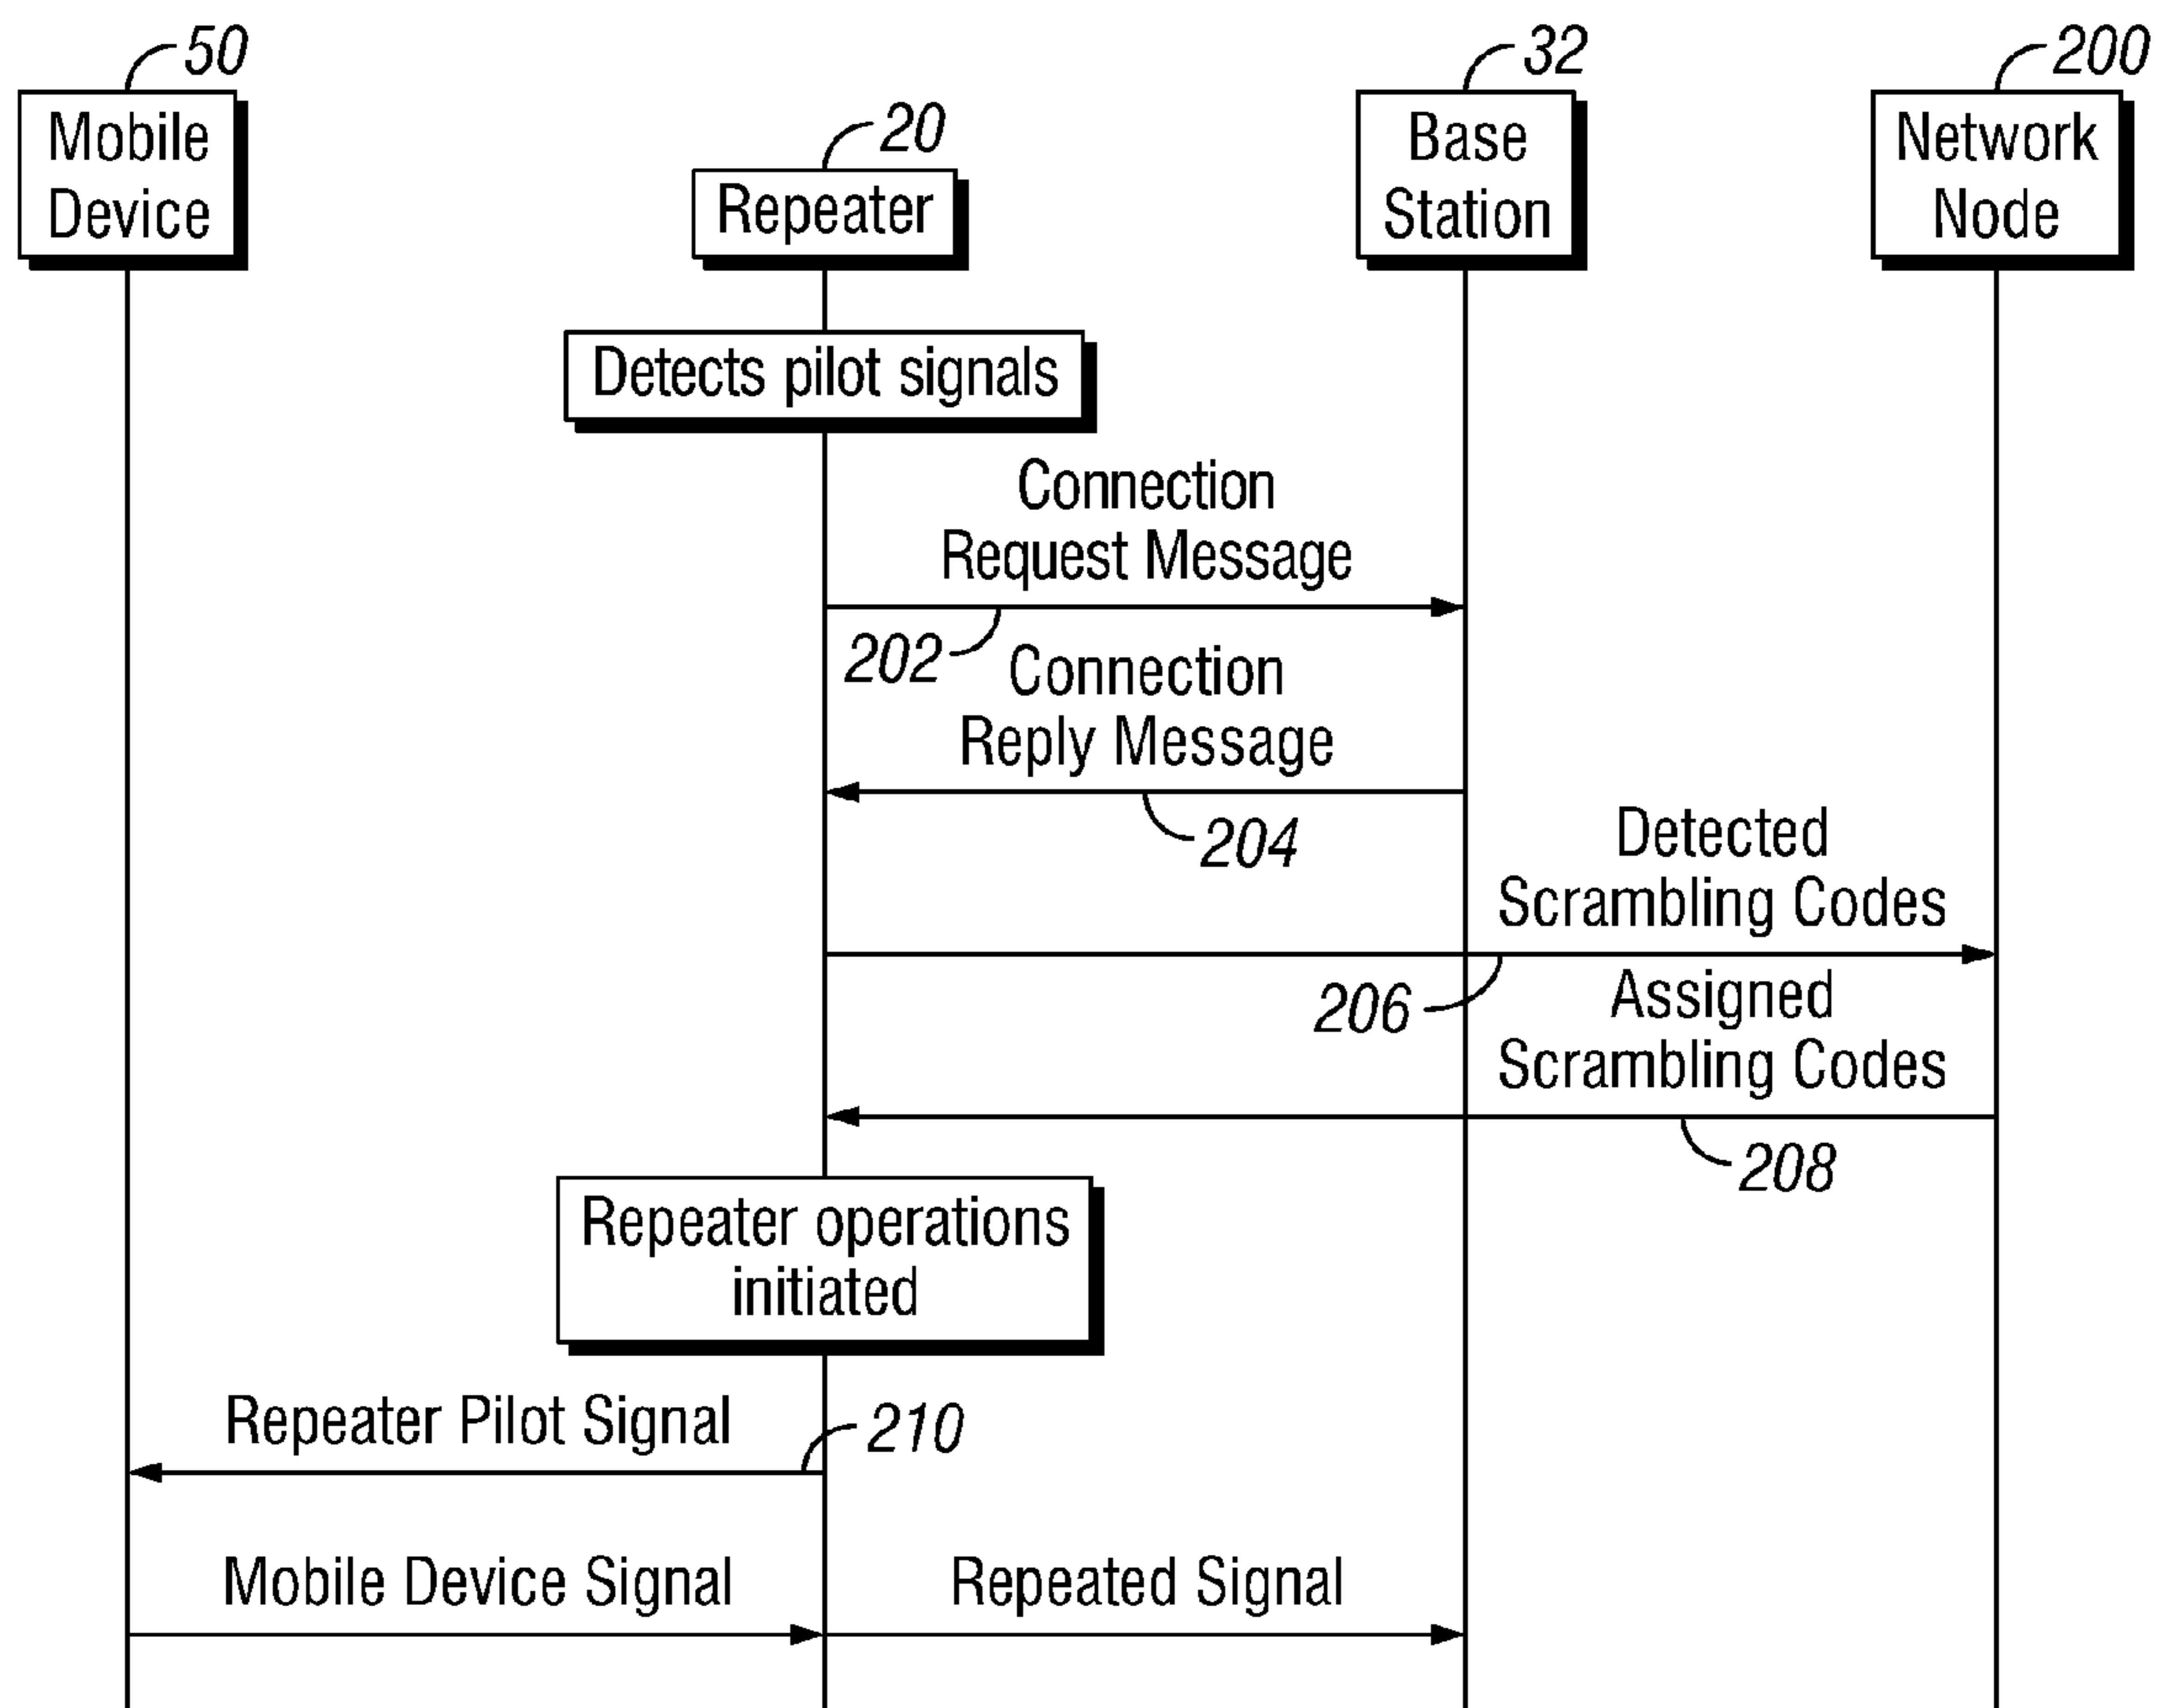 50
32
200
20
Mobile
Device
Repeater
Base
Station
Network
Node
Detects pilot signals
Connection
Request Message
202
Connection
Reply Message
204
Detected
Scrambling Codes
206
Assigned
Scrambling Codes
208
Repeater operations
initiated
Repeater Pilot Signal
210
Mobile Device Signal
Repeated Signal